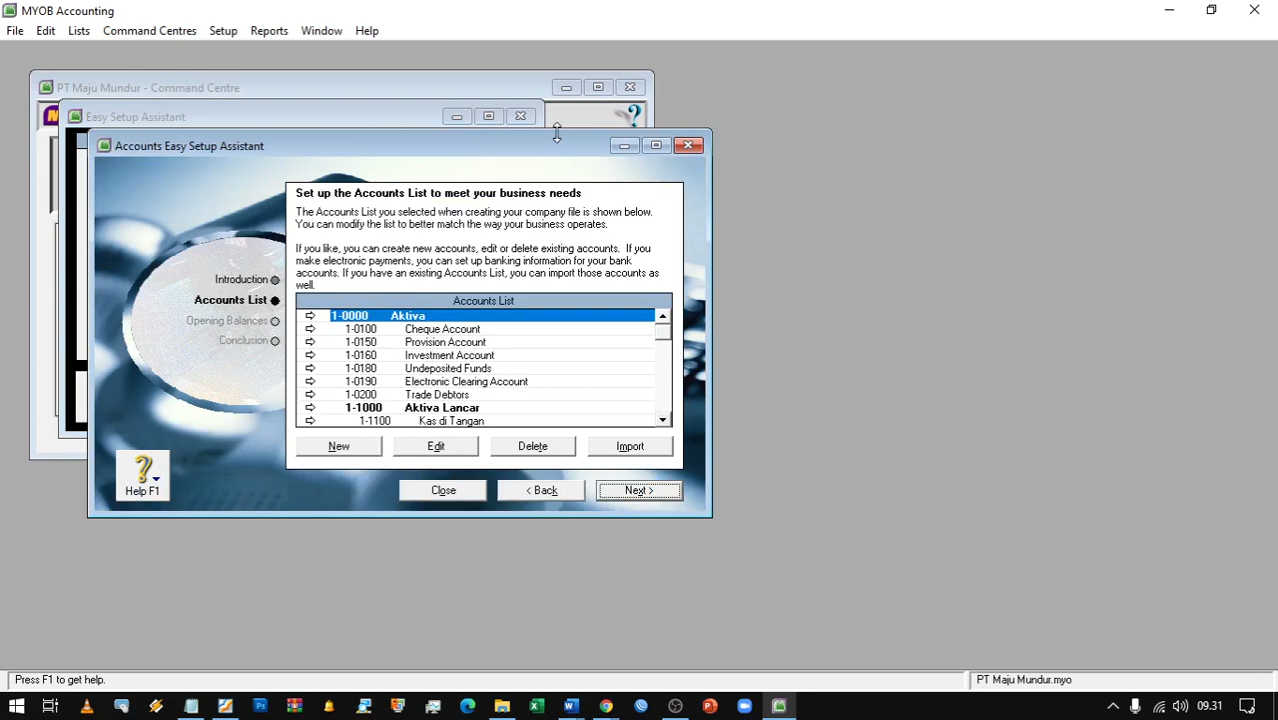 MYOB Accounting
File Edit Lists Command Centres Setup Reports Window Help
PT Maju Mundur - Command Centre
Easy Setup Assistant
Accounts Easy Setup Assistant
Set up the Accounts List to meet your business needs
The Accounts List you selected when creating your company file is shown below.
You can modify the list to better match the way your business operates.
If you like, you can create new accounts, edit or delete existing accounts. If you
make electronic payments, you can set up banking information for your bank
accounts. If you have an existing Accounts List, you can import those accounts as
well.
Introduction
Accounts List
Opening Balances
Conclusion
Accounts List
1-0000 Aktiva
1-0100 Cheque Account
1-0150 Provision Account
1-0160 Investment Account
1-0180 Undeposited Funds
1-0190 Electronic Clearing Account
1-0200 Trade Debtors
1-1000 Aktiva Lancar
1-1100 Kas di Tangan
New Edit Delete Import
Help F1
Close < Back Next >
Press F1 to get help.
PT Maju Mundur.myo
09.31